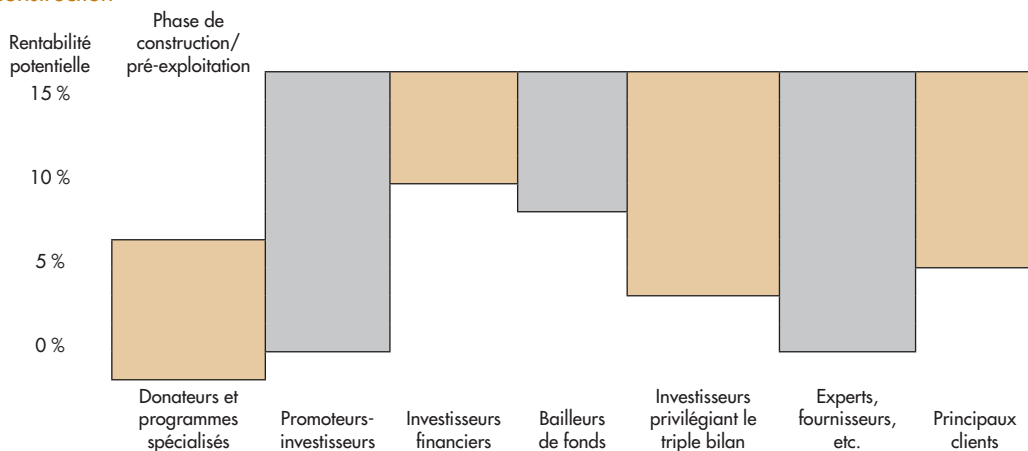 Phase de
construction/
pré-exploitation
Rentabilité
potentielle
15 %
10 %
5 %
0 %
Donateurs et
programmes
spécialisés
Promoteurs-
investisseurs
Investisseurs
financiers
Bailleurs
de fonds
Investisseurs
privilégiant le
triple bilan
Experts,
fournisseurs,
etc.
Principaux
clients